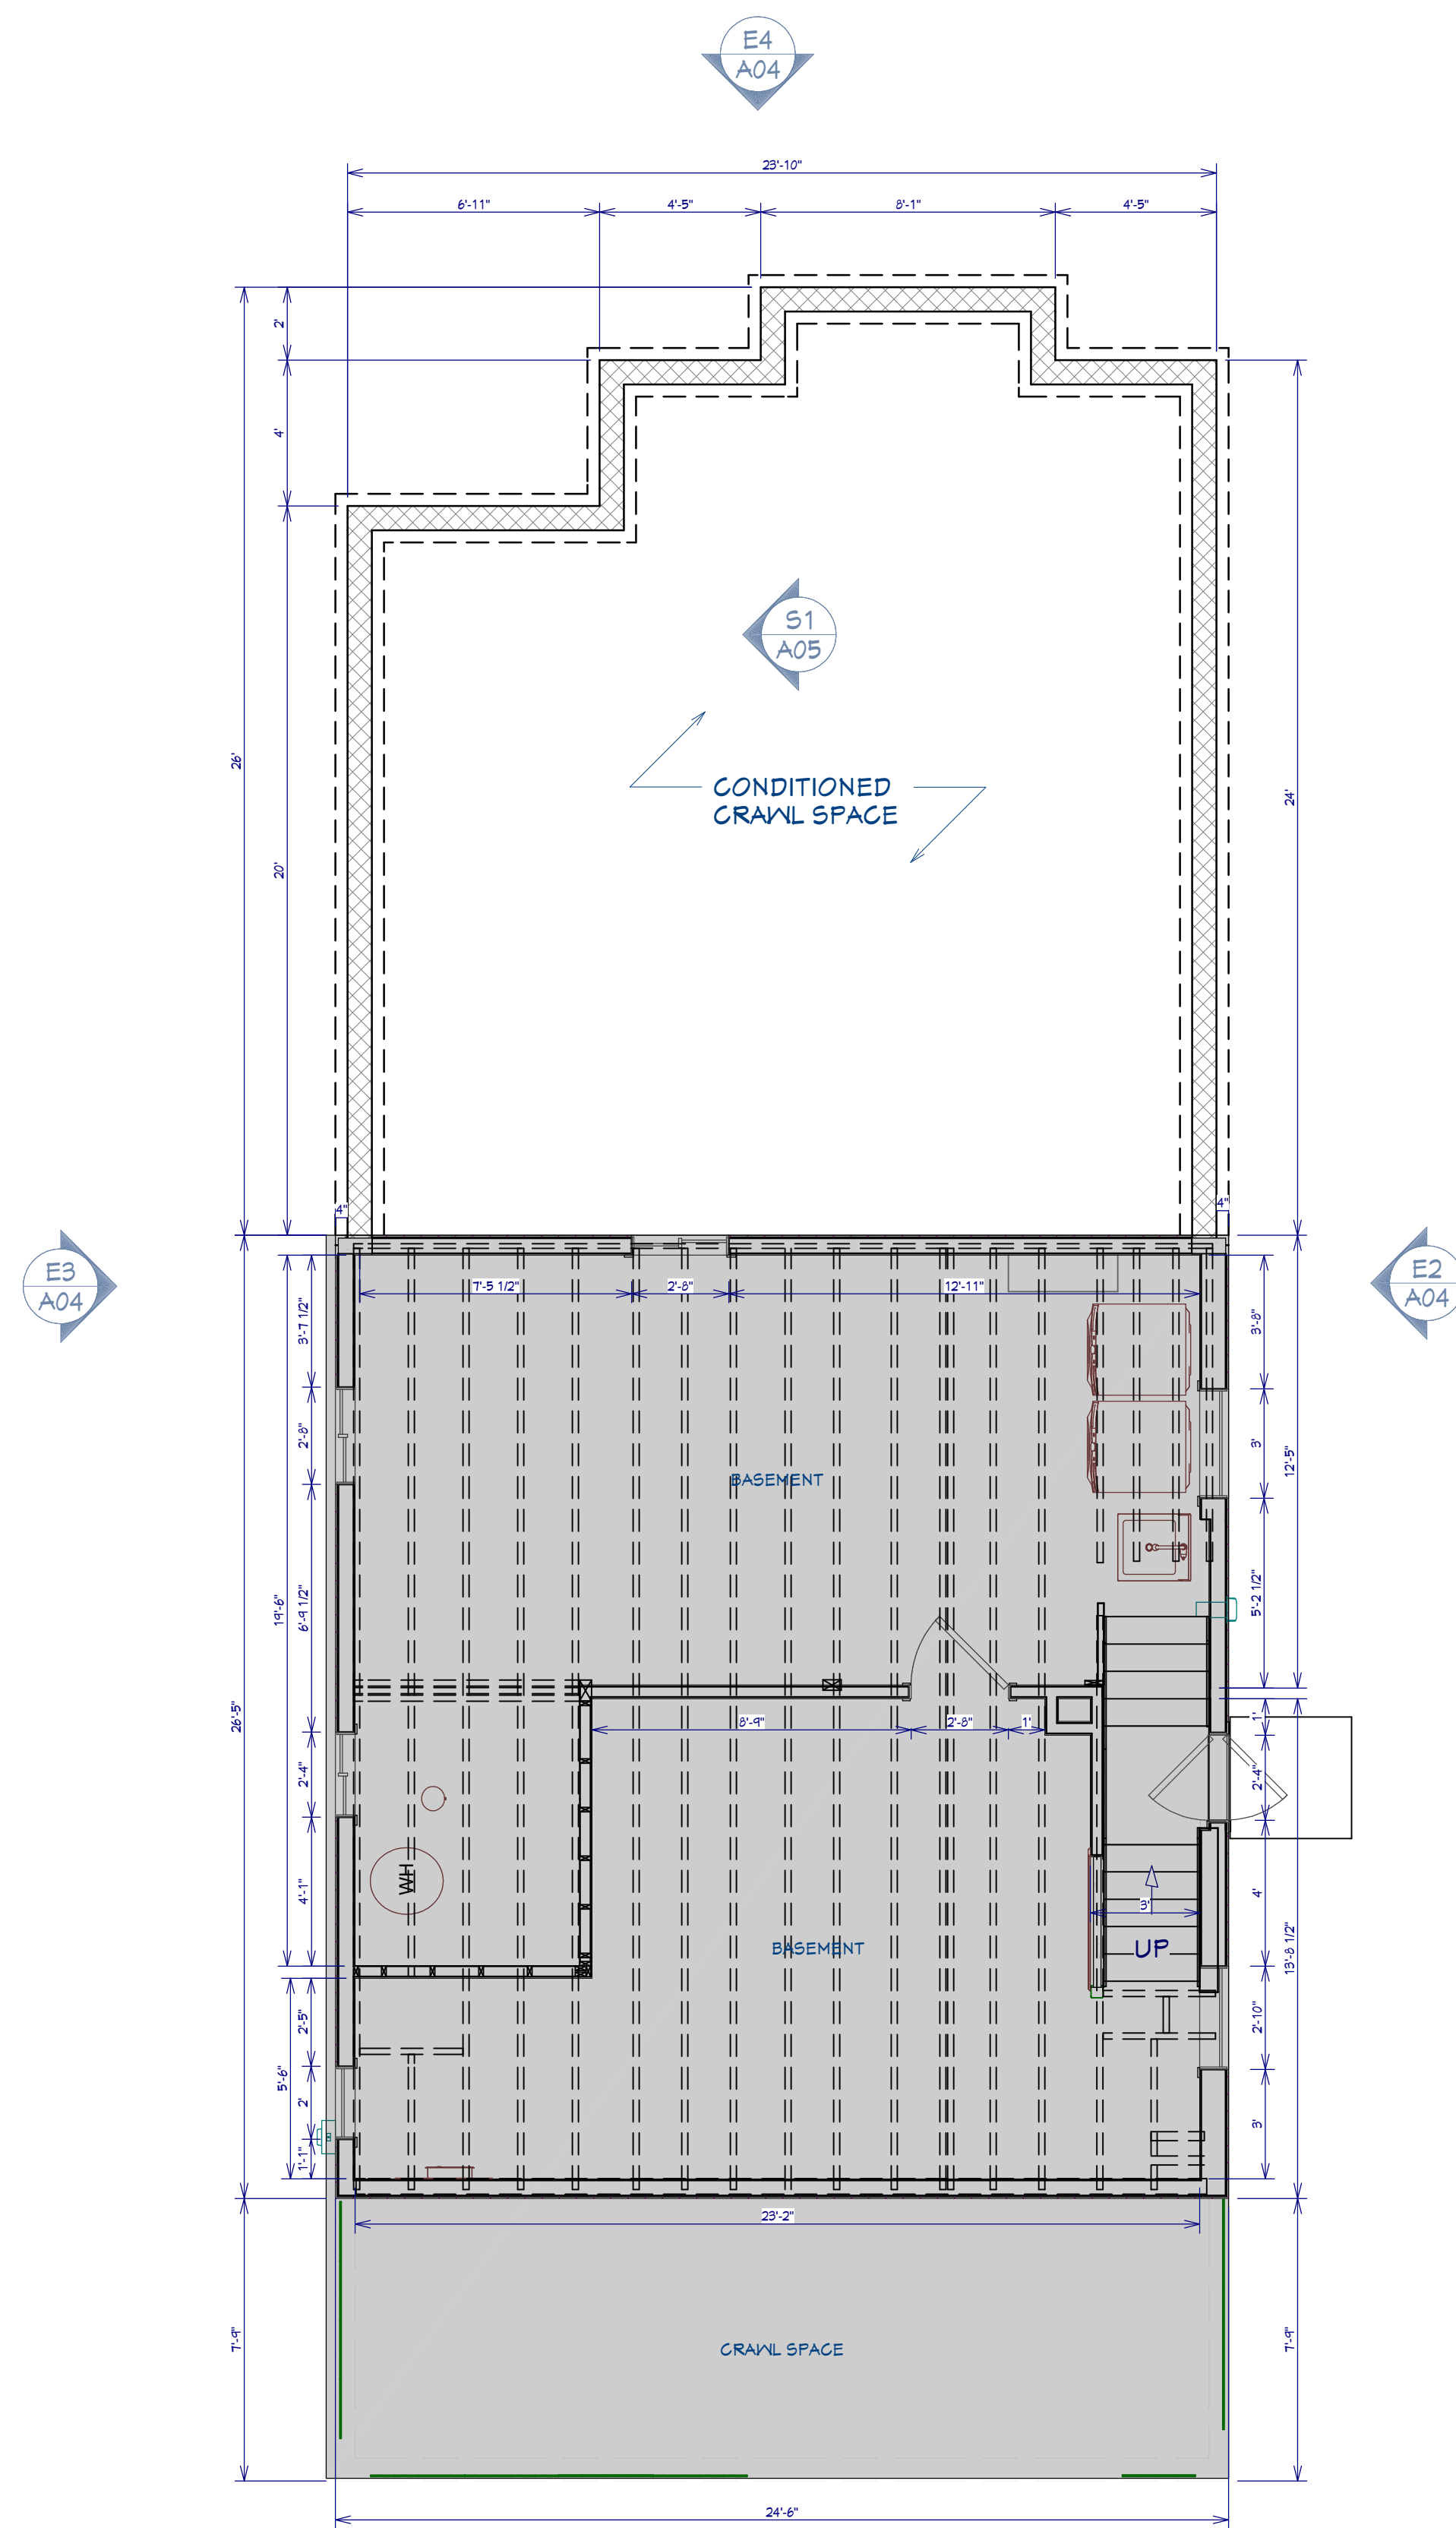 E4
A04
23'-10"
6'-11"
4'-5"
8'-1"
4'-5"
2'
4'
26'
20'
24'
S1
A05
CONDITIONED
CRAWL SPACE
4"
4"
E3
A04
E2
A04
7'-5 1/2"
2'-8"
12'-11"
3'-7 1/2"
3'-8"
2'-8"
3'
12'-5"
BASEMENT
19'-6"
6'-9 1/2"
5'-2 1/2"
26'-5"
8'-9"
2'-8"
1'
1'
2'-4"
2'-4"
WH
4'-1"
3'
4'
UP
BASEMENT
13'-8 1/2"
2'-5"
2'-10"
5'-6"
2'
3'
1'-1"
23'-2"
7'-9"
7'-9"
CRAWL SPACE
24'-6"